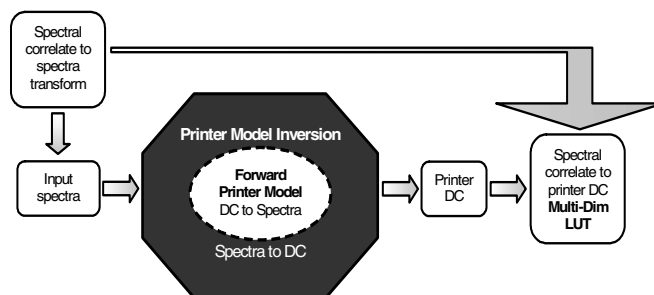 Spectral
correlate to
spectra
transform
Input
spectra
Printer Model Inversion
Forward
Printer Model
DC to Spectra
Spectra to DC
Printer
DC
Spectral
correlate to
printer DC
Multi-Dim
LUT